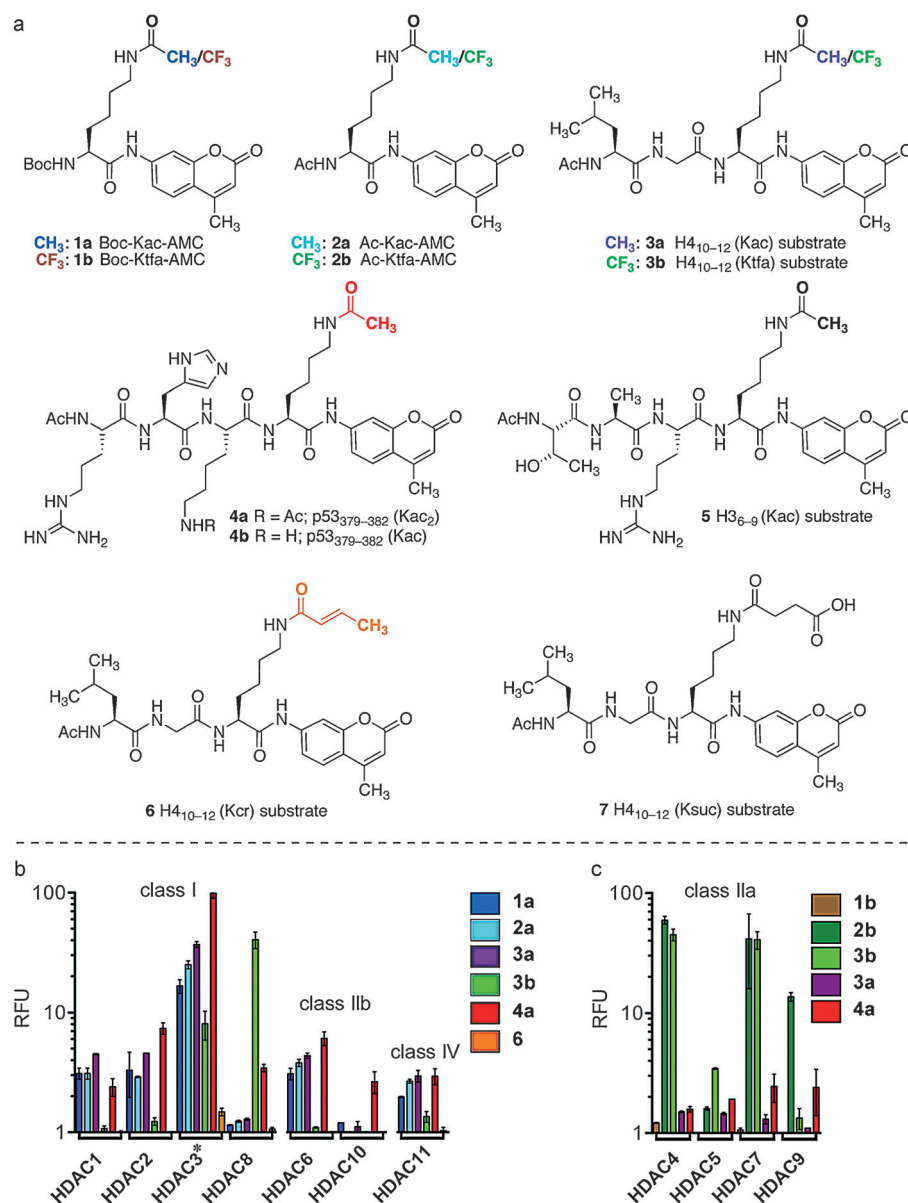 a
O
HN
CH3/CF3
BocHN
H
N
O
O
O
CH3
CH3: 1a Boc-Kac-AMC
CF3: 1b Boc-Ktfa-AMC
O
HN
CH3/CF3
AcHN
H
N
O
O
O
CH3
CH3: 2a Ac-Kac-AMC
CF3: 2b Ac-Ktfa-AMC
O
HN
CH3/CF3
CH3
H3C
AcHN
O
H
N
O
N
H
O
H
N
O
O
CH3
CH3: 3a H410–12 (Kac) substrate
CF3: 3b H410–12 (Ktfa) substrate
O
HN
CH3
HN
N
AcHN
O
N
H
O
H
N
O
N
H
O
H
N
O
O
CH3
HN
HN
NH2
NHR
4a R = Ac; p53379–382 (Kac2)
4b R = H; p53379–382 (Kac)
O
HN
CH3
AcHN
O
HO
CH3
N
H
CH3
O
H
N
O
N
H
O
H
N
O
O
CH3
HN
HN
NH2
5 H36–9 (Kac) substrate
O
HN
CH3
CH3
H3C
AcHN
O
H
N
O
N
H
O
H
N
O
O
CH3
6 H410–12 (Kcr) substrate
O
HN
OH
O
CH3
H3C
AcHN
O
H
N
O
N
H
O
H
N
O
O
CH3
7 H410–12 (Ksuc) substrate
b
class I
class IIb
class IV
RFU
100
10
1
HDAC1
HDAC2
HDAC3*
HDAC8
HDAC6
HDAC10
HDAC11
1a
2a
3a
3b
4a
6
c
class IIa
RFU
100
10
1
HDAC4
HDAC5
HDAC7
HDAC9
1b
2b
3b
3a
4a